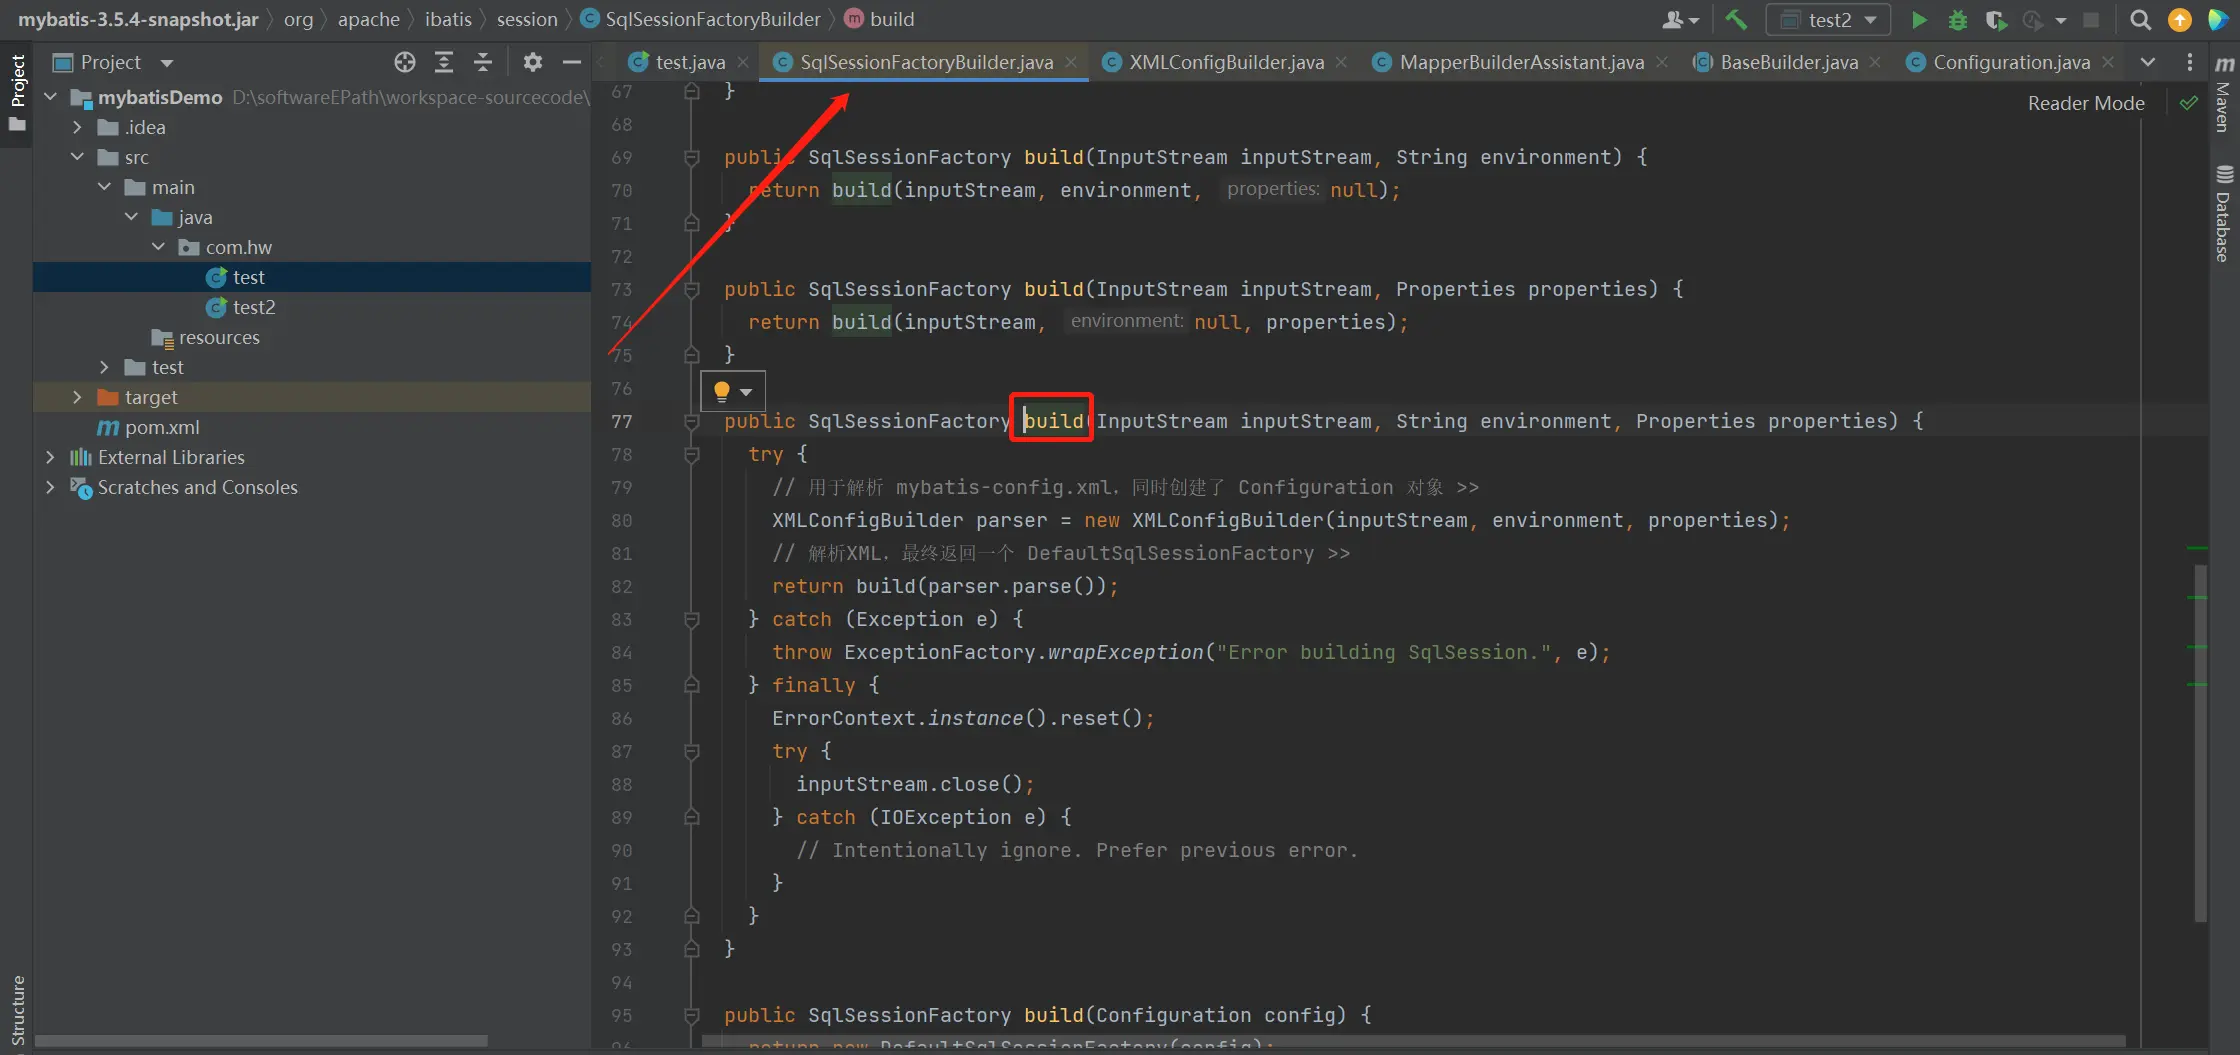 mybatis-3.5.4-snapshot.jar org apache ibatis session SqlSessionFactoryBuilder build
test2
Project
test.java SqlSessionFactoryBuilder.java XMLConfigBuilder.java MapperBuilderAssistant.java BaseBuilder.java Configuration.java
Project
Structure
Maven
Database
Reader Mode
mybatisDemo D:\softwareEPath\workspace-sourcecode\
.idea
src
main
java
com.hw
test
test2
resources
test
target
pom.xml
External Libraries
Scratches and Consoles
67 }
68
69 public SqlSessionFactory build(InputStream inputStream, String environment) {
70 return build(inputStream, environment, properties: null);
71 }
72
73 public SqlSessionFactory build(InputStream inputStream, Properties properties) {
74 return build(inputStream, environment: null, properties);
75 }
76
77 public SqlSessionFactory build(InputStream inputStream, String environment, Properties properties) {
78 try {
79 // 用于解析 mybatis-config.xml，同时创建了 Configuration 对象 >>
80 XMLConfigBuilder parser = new XMLConfigBuilder(inputStream, environment, properties);
81 // 解析XML，最终返回一个 DefaultSqlSessionFactory >>
82 return build(parser.parse());
83 } catch (Exception e) {
84 throw ExceptionFactory.wrapException("Error building SqlSession.", e);
85 } finally {
86 ErrorContext.instance().reset();
87 try {
88 inputStream.close();
89 } catch (IOException e) {
90 // Intentionally ignore. Prefer previous error.
91 }
92 }
93 }
94
95 public SqlSessionFactory build(Configuration config) {
96 return new DefaultSqlSessionFactory(config);